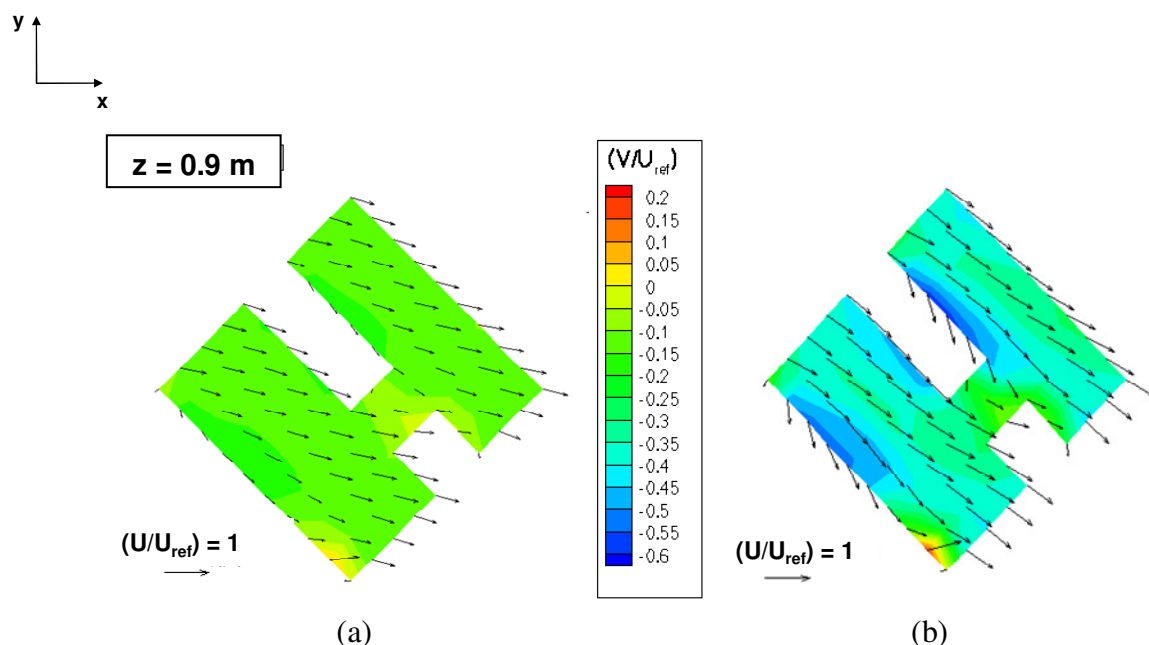 y
x
z = 0.9 m
(V/Uref)
0.2
0.15
0.1
0.05
0
-0.05
-0.1
-0.15
-0.2
-0.25
-0.3
-0.35
-0.4
-0.45
-0.5
-0.55
-0.6
(U/Uref) = 1
(U/Uref) = 1
(a)
(b)